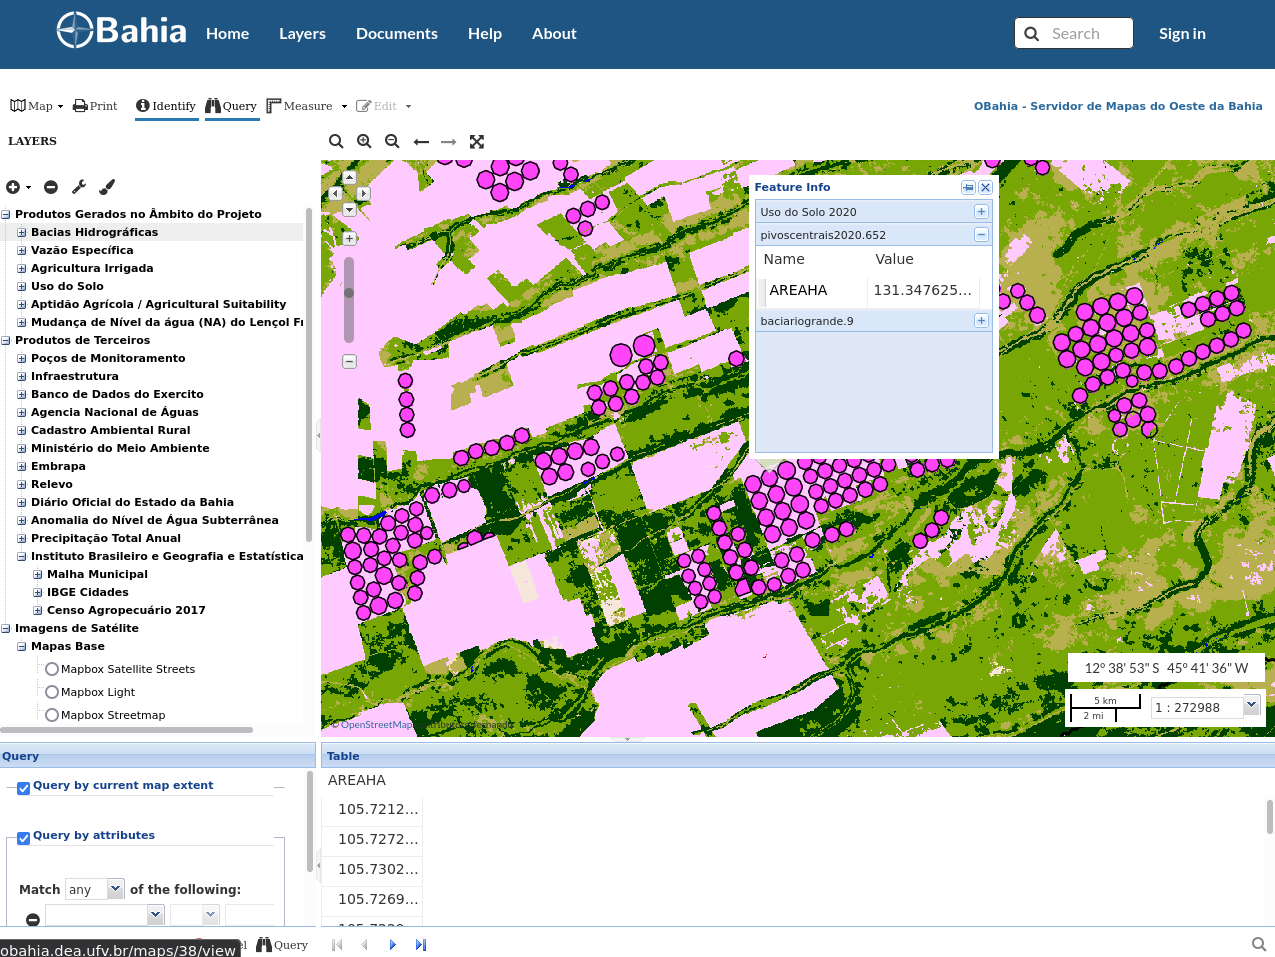 OBahia Home Layers Documents Help About Search Sign in
Map Print Identify Query Measure Edit OBahia - Servidor de Mapas do Oeste da Bahia
LAYERS
Produtos Gerados no Âmbito do Projeto
Bacias Hidrográficas
Vazão Específica
Agricultura Irrigada
Uso do Solo
Aptidão Agrícola / Agricultural Suitability
Mudança de Nível da água (NA) do Lençol Fr
Produtos de Terceiros
Poços de Monitoramento
Infraestrutura
Banco de Dados do Exercito
Agencia Nacional de Águas
Cadastro Ambiental Rural
Ministério do Meio Ambiente
Embrapa
Relevo
Diário Oficial do Estado da Bahia
Anomalia do Nível de Água Subterrânea
Precipitação Total Anual
Instituto Brasileiro e Geografia e Estatística
Malha Municipal
IBGE Cidades
Censo Agropecuário 2017
Imagens de Satélite
Mapas Base
Mapbox Satellite Streets
Mapbox Light
Mapbox Streetmap
Feature Info
Uso do Solo 2020
pivoscentrais2020.652
Name Value
AREAHA 131.347625...
baciariogrande.9
12° 38' 53" S 45° 41' 36" W
5 km
2 mi
1 : 272988
© OpenStreetMap
Query
Query by current map extent
Query by attributes
Match any of the following:
Table
AREAHA
105.7212...
105.7272...
105.7302...
105.7269...
Query
obahia.dea.ufv.br/maps/38/view